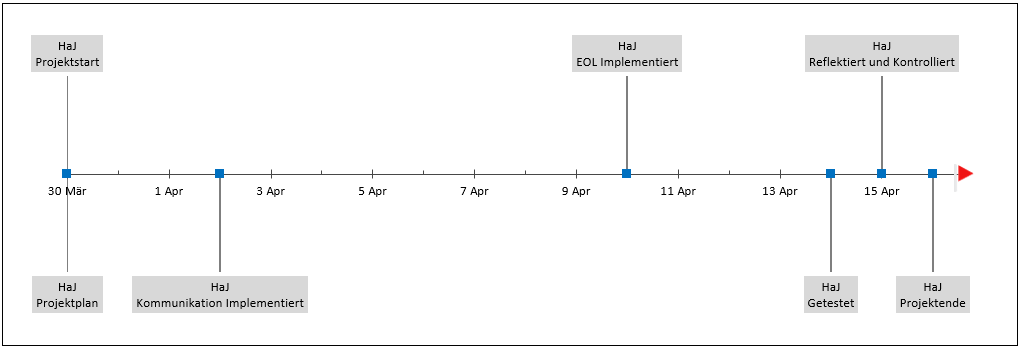 HaJ
Projektstart
HaJ
EOL Implementiert
HaJ
Reflektiert und Kontrolliert
30 Mär
1 Apr
3 Apr
5 Apr
7 Apr
9 Apr
11 Apr
13 Apr
15 Apr
HaJ
Projektplan
HaJ
Kommunikation Implementiert
HaJ
Getestet
HaJ
Projektende